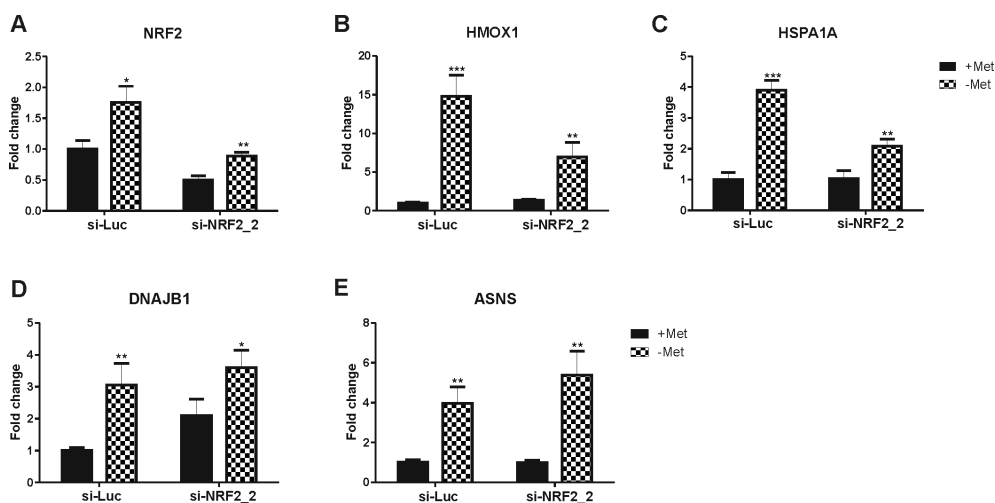 A
NRF2
Fold change
2.5
2.0
1.5
1.0
0.5
0.0
*
**
si-Luc
si-NRF2_2
B
HMOX1
Fold change
20
15
10
5
0
***
**
si-Luc
si-NRF2_2
C
HSPA1A
Fold change
5
4
3
2
1
0
***
**
si-Luc
si-NRF2_2
+Met
-Met
D
DNAJB1
Fold change
5
4
3
2
1
0
**
*
si-Luc
si-NRF2_2
E
ASNS
Fold change
8
6
4
2
0
**
**
si-Luc
si-NRF2_2
+Met
-Met